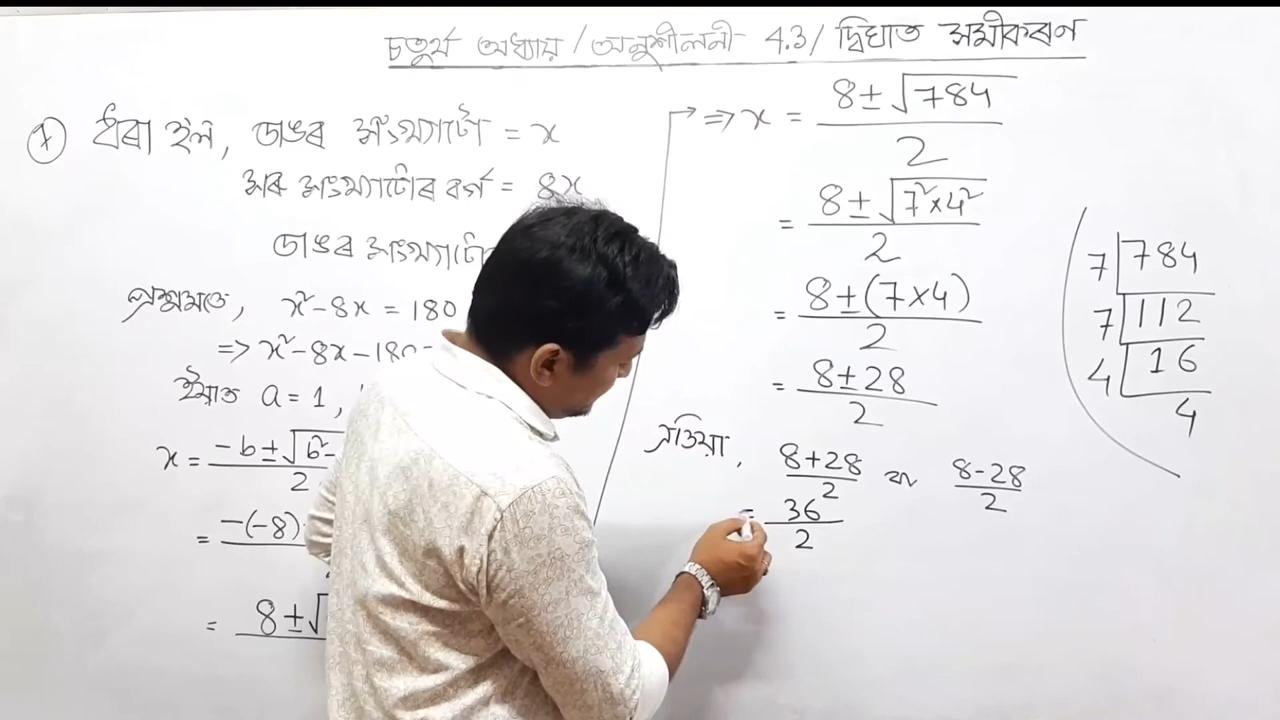 চতুৰ্থ অধ্যায় / অনুশীলনী- 4.3 / দ্বিঘাত সমীকৰণ
7 ধৰা হ'ল, ডাঙৰ সংখ্যাটো = x
সৰু সংখ্যাটোৰ বৰ্গ = 8x
ডাঙৰ সংখ্যাটো
প্ৰশ্নমতে, x² - 8x = 180
=> x² - 8x - 180
ইয়াত a = 1,
x = -b ± √b² - / 2
= -(-8)
= 8 ± √
=> x = 8 ± √784 / 2
= 8 ± √7² × 4² / 2
= 8 ± (7 × 4) / 2
= 8 ± 28 / 2
এতিয়া, 8 + 28 / 2 বা 8 - 28 / 2
= 36 / 2
7 | 784
7 | 112
4 | 16
4